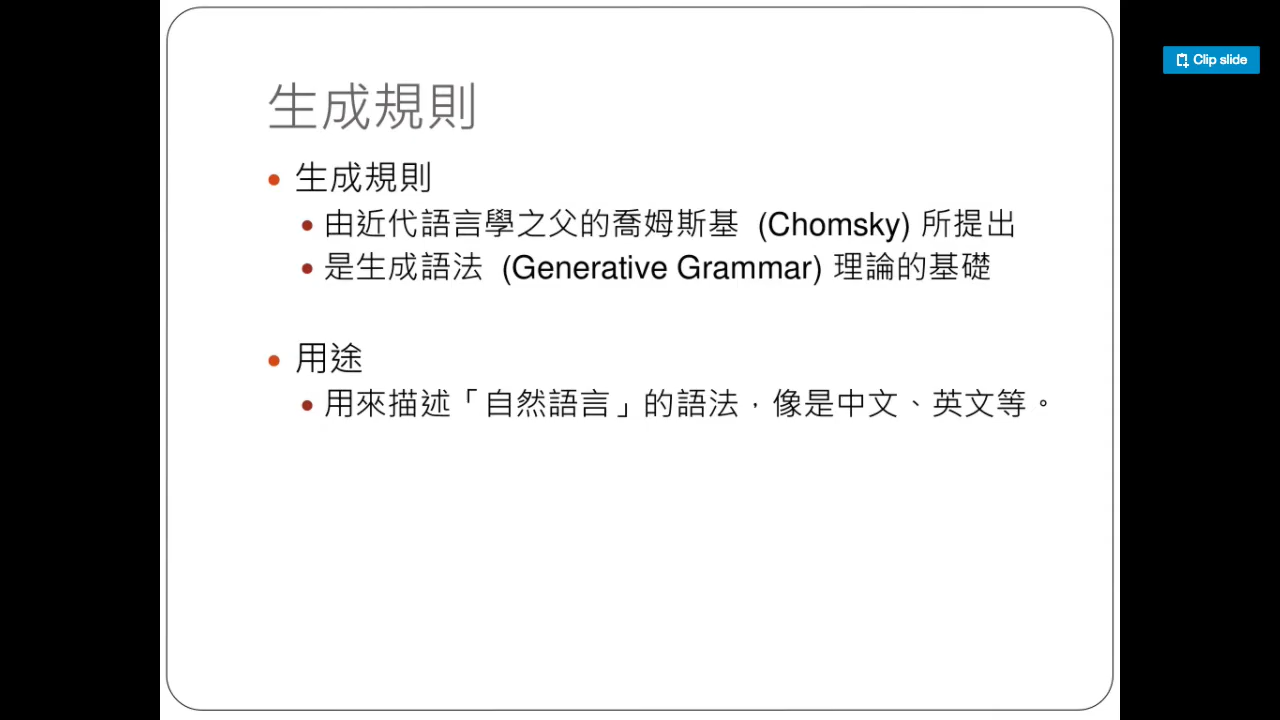 Clip slide
生成規則
生成規則
由近代語言學之父的喬姆斯基 (Chomsky) 所提出
是生成語法 (Generative Grammar) 理論的基礎
用途
用來描述「自然語言」的語法，像是中文、英文等。